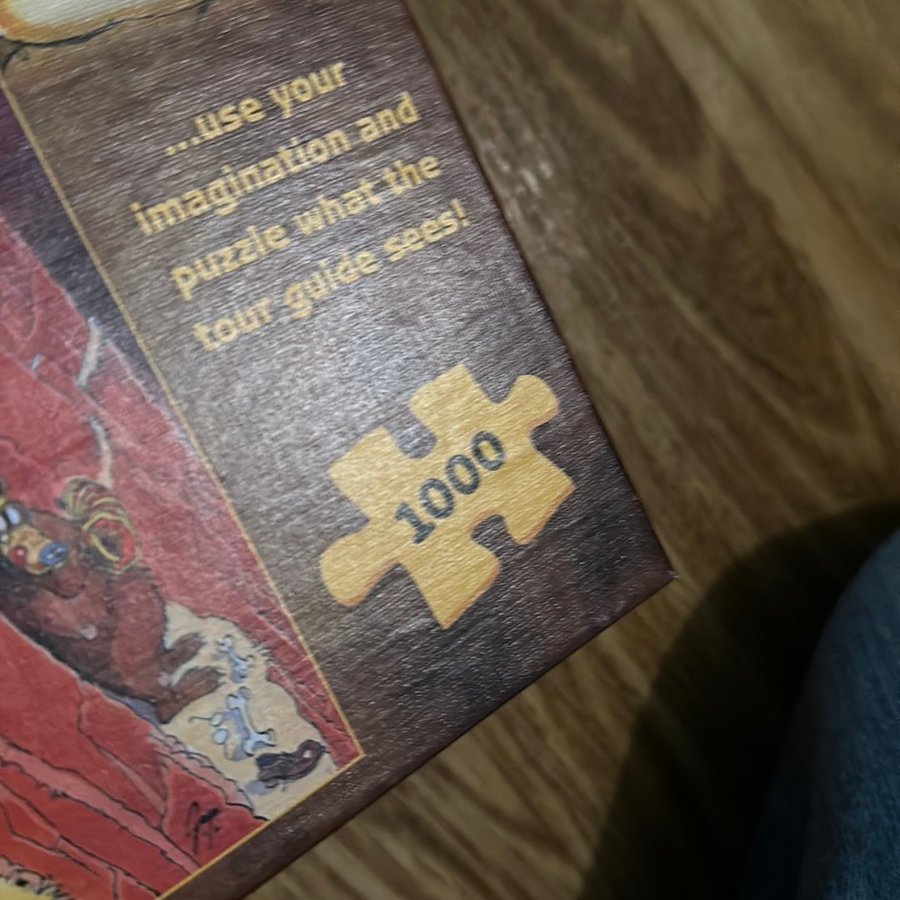 ....use your
imagination and
puzzle what the
tour guide sees!
1000